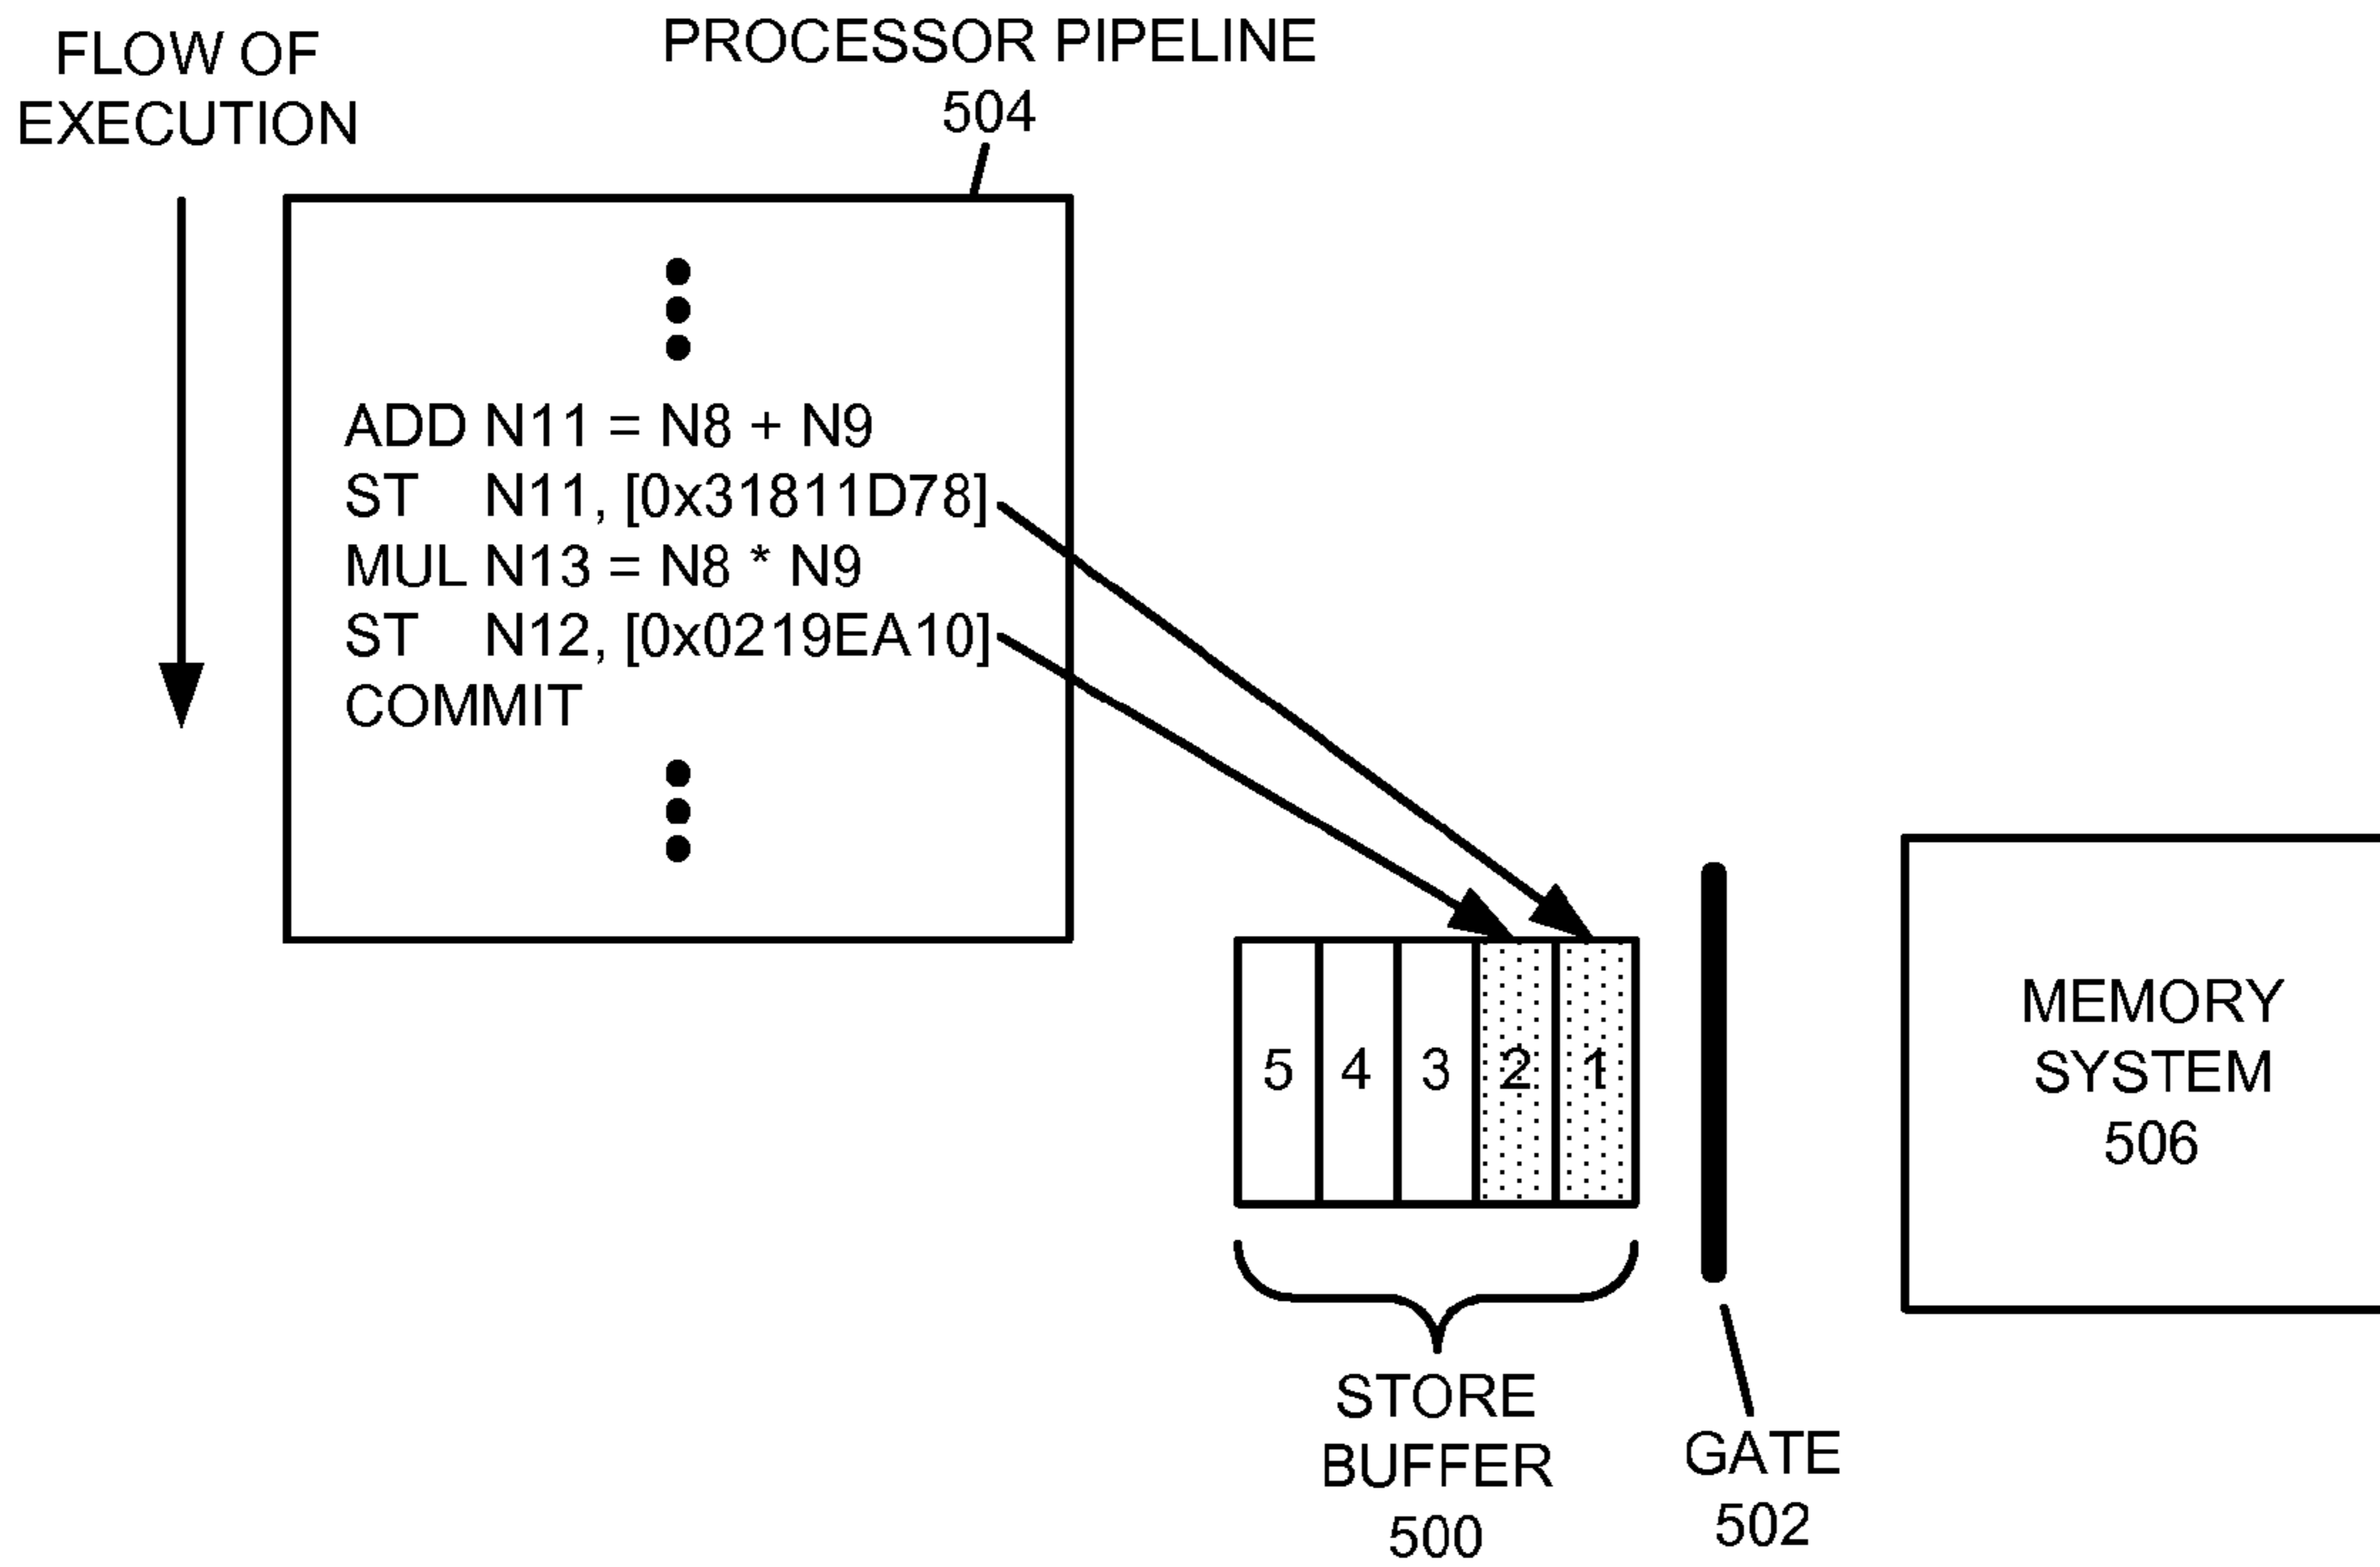 FLOW OF
EXECUTION
PROCESSOR PIPELINE
504
ADD N11 = N8 + N9
ST N11, [0x31811D78]
MUL N13 = N8 * N9
ST N12, [0x0219EA10]
COMMIT
5 4 3 2 1
MEMORY
SYSTEM
506
STORE
BUFFER
500
GATE
502